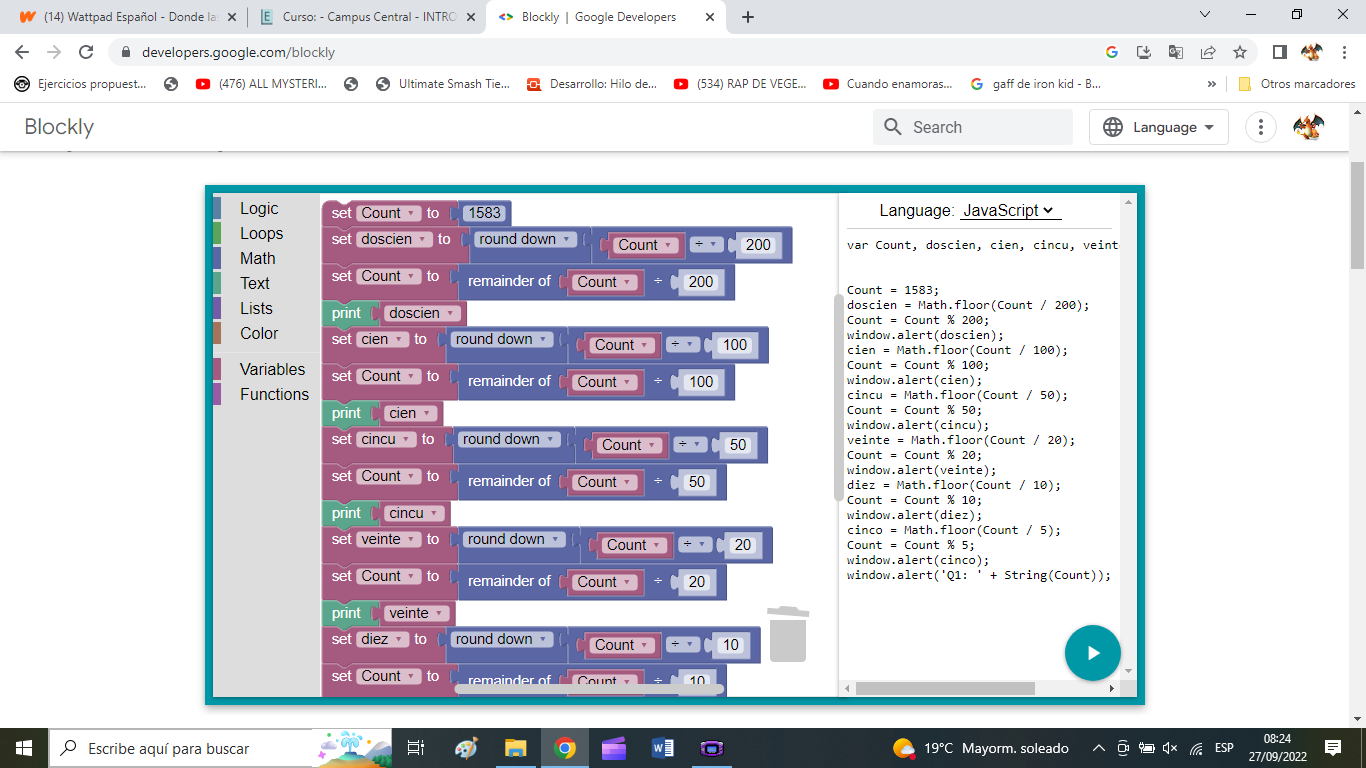 (14) Wattpad Español - Donde la
Curso: - Campus Central - INTRO
Blockly | Google Developers
developers.google.com/blockly
Ejercicios propuest...
(476) ALL MYSTERI...
Ultimate Smash Tie...
Desarrollo: Hilo de...
(534) RAP DE VEGE...
Cuando enamoras...
gaff de iron kid - B...
»
Otros marcadores
Blockly
Search
Language
Logic
Loops
Math
Text
Lists
Color
Variables
Functions
set Count to 1583
set doscien to round down Count ÷ 200
set Count to remainder of Count ÷ 200
print doscien
set cien to round down Count ÷ 100
set Count to remainder of Count ÷ 100
print cien
set cincu to round down Count ÷ 50
set Count to remainder of Count ÷ 50
print cincu
set veinte to round down Count ÷ 20
set Count to remainder of Count ÷ 20
print veinte
set diez to round down Count ÷ 10
set Count to remainder of Count ÷ 10
Language: JavaScript
var Count, doscien, cien, cincu, veint
Count = 1583;
doscien = Math.floor(Count / 200);
Count = Count % 200;
window.alert(doscien);
cien = Math.floor(Count / 100);
Count = Count % 100;
window.alert(cien);
cincu = Math.floor(Count / 50);
Count = Count % 50;
window.alert(cincu);
veinte = Math.floor(Count / 20);
Count = Count % 20;
window.alert(veinte);
diez = Math.floor(Count / 10);
Count = Count % 10;
window.alert(diez);
cinco = Math.floor(Count / 5);
Count = Count % 5;
window.alert(cinco);
window.alert('Q1: ' + String(Count));
Escribe aquí para buscar
19°C Mayorm. soleado
ESP
08:24
27/09/2022